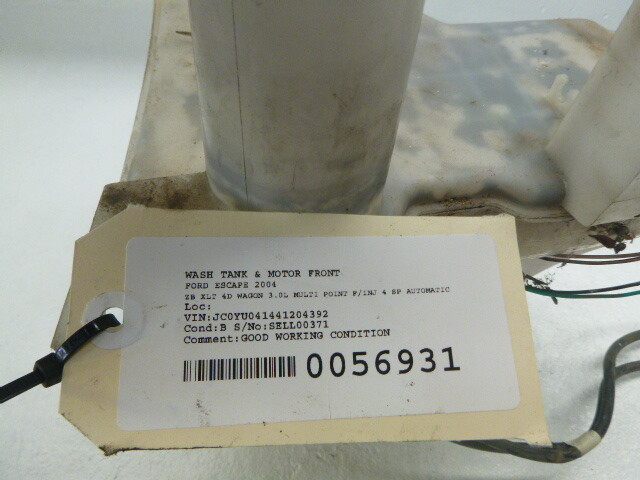 WASH TANK & MOTOR FRONT
FORD ESCAPE 2004
ZB XLT 4D WAGON 3.0L MULTI POINT F/INJ 4 SP AUTOMATIC
Loc:
VIN:JC0YU041441204392
Cond:B S/No:SELL00371
Comment:GOOD WORKING CONDITION
0056931